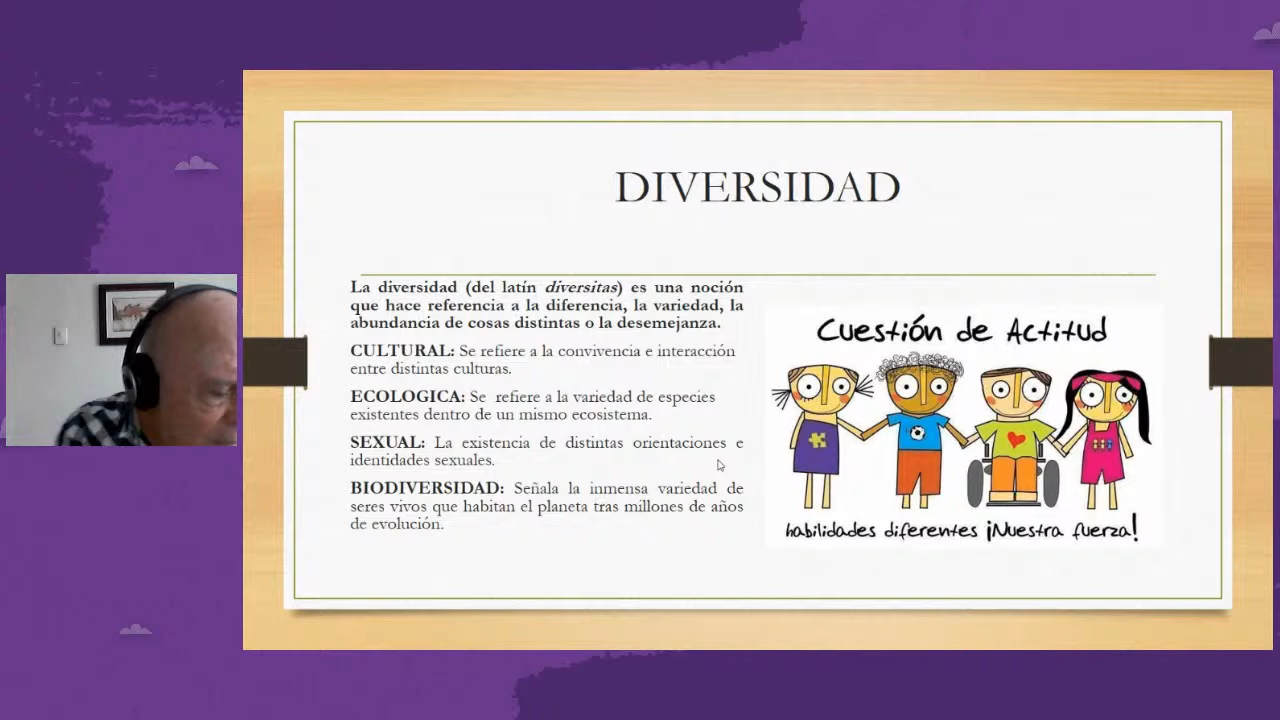 DIVERSIDAD
La diversidad (del latín diversitas) es una noción
que hace referencia a la diferencia, la variedad, la
abundancia de cosas distintas o la desemejanza.
CULTURAL: Se refiere a la convivencia e interacción
entre distintas culturas.
ECOLOGICA: Se refiere a la variedad de especies
existentes dentro de un mismo ecosistema.
SEXUAL: La existencia de distintas orientaciones e
identidades sexuales.
BIODIVERSIDAD: Señala la inmensa variedad de
seres vivos que habitan el planeta tras millones de años
de evolución.
Cuestión de Actitud
habilidades diferentes ¡Nuestra fuerza!